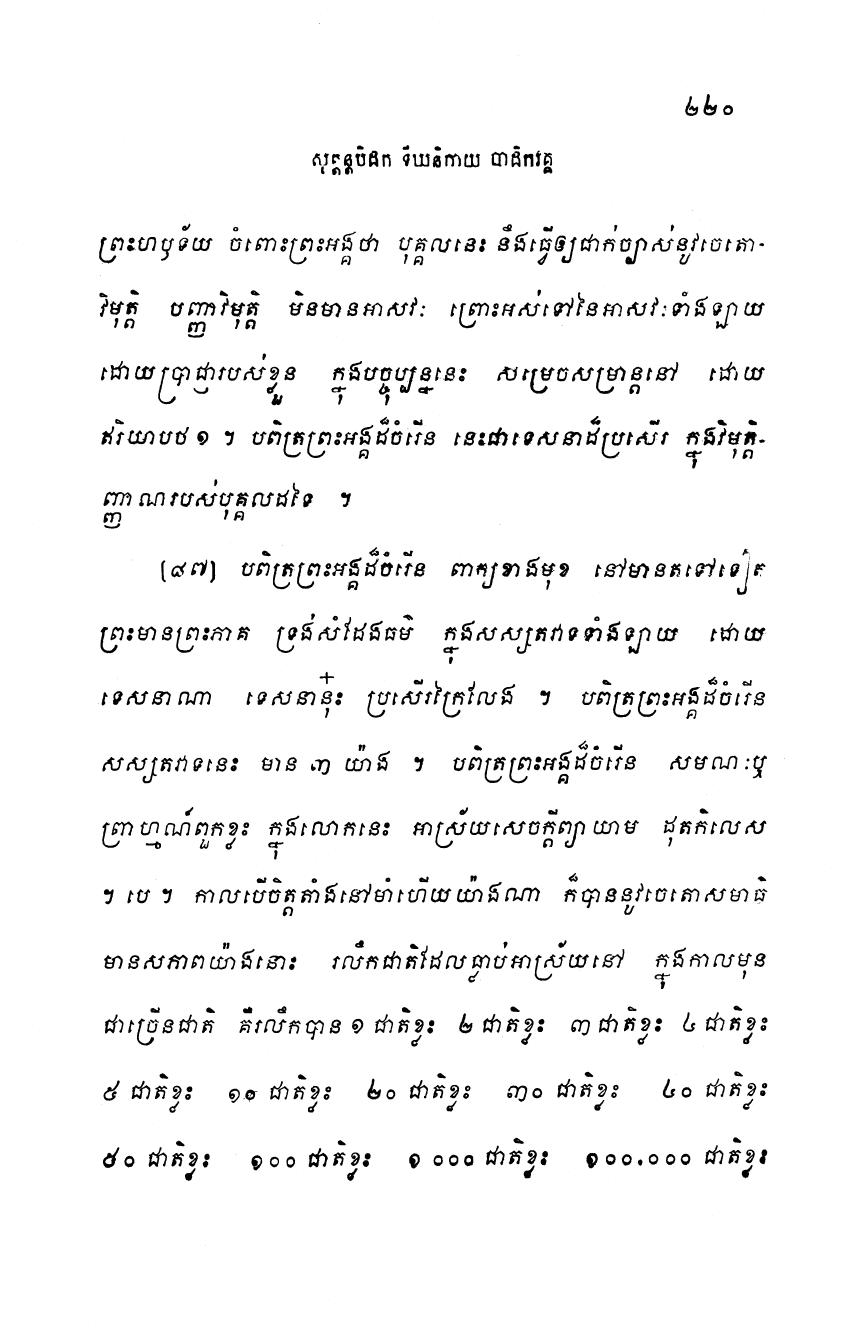 ២២០
សុត្តន្តបិដក ទីឃនិកាយ បាដិកវគ្គ
ព្រះហឫទ័យ ចំពោះព្រះអង្គថា បុគ្គលនេះ នឹងធ្វើឲ្យជាក់ច្បាស់នូវចេតោ-
វិមុត្តិ បញ្ញាវិមុត្តិ មិនមានអាសវៈ ព្រោះអស់ទៅនៃអាសវៈទាំងឡាយ
ដោយប្រាជ្ញារបស់ខ្លួន ក្នុងបច្ចុប្បន្ននេះ សម្រេចសម្រាន្តនៅ ដោយ
ឥរិយាបថ ១ ។ បពិត្រព្រះអង្គដ៏ចំរើន នេះជាទេសនាដ៏ប្រសើរ ក្នុងវិមុត្តិ-
ញ្ញាណរបស់បុគ្គលដទៃ ។
[៨៧] បពិត្រព្រះអង្គដ៏ចំរើន ពាក្យខាងមុខ នៅមានតទៅទៀត
ព្រះមានព្រះភាគ ទ្រង់សំដែងធម៌ ក្នុងសស្សតវាទទាំងឡាយ ដោយ
ទេសនាណា ទេសនានុ៎ះ ប្រសើរក្រៃលែង ។ បពិត្រព្រះអង្គដ៏ចំរើន
សស្សតវាទនេះ មាន ៣ យ៉ាង ។ បពិត្រព្រះអង្គដ៏ចំរើន សមណៈឬ
ព្រាហ្មណ៍ពួកខ្លះ ក្នុងលោកនេះ អាស្រ័យសេចក្តីព្យាយាម ដុតកិលេស
។ បេ ។ កាលបើចិត្តតាំងនៅមាំហើយយ៉ាងណា ក៏បាននូវចេតោសមាធិ
មានសភាពយ៉ាងនោះ រលឹកជាតិដែលធ្លាប់អាស្រ័យនៅ ក្នុងកាលមុន
ជាច្រើនជាតិ គឺរលឹកបាន ១ ជាតិខ្លះ ២ ជាតិខ្លះ ៣ ជាតិខ្លះ ៤ ជាតិខ្លះ
៥ ជាតិខ្លះ ១០ ជាតិខ្លះ ២០ ជាតិខ្លះ ៣០ ជាតិខ្លះ ៤០ ជាតិខ្លះ
៥០ ជាតិខ្លះ ១០០ ជាតិខ្លះ ១ ០០០ ជាតិខ្លះ ១០០.០០០ ជាតិខ្លះ